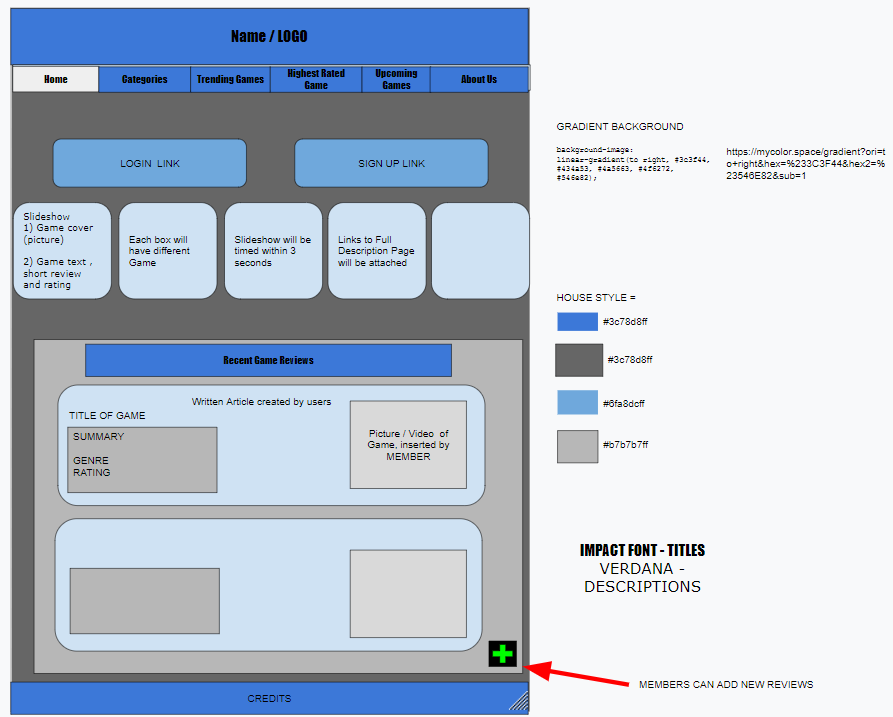 Name / LOGO
Home
Categories
Trending Games
Highest Rated
Game
Upcoming
Games
About Us
LOGIN LINK
SIGN UP LINK
Slideshow
1) Game cover
(picture)
2) Game text ,
short review
and rating
Each box will
have different
Game
Slideshow will be
timed within 3
seconds
Links to Full
Description Page
will be attached
Recent Game Reviews
Written Article created by users
TITLE OF GAME
SUMMARY
GENRE
RATING
Picture / Video of
Game, inserted by
MEMBER
CREDITS
GRADIENT BACKGROUND
background-image:
linear-gradient(to right, #3c3f44,
#434a53, #4a5663, #4f6272,
#546e82);
https://mycolor.space/gradient?ori=t
o+right&hex=%233C3F44&hex2=%
23546E82&sub=1
HOUSE STYLE =
#3c78d8ff
#3c78d8ff
#6fa8dcff
#b7b7b7ff
IMPACT FONT - TITLES
VERDANA -
DESCRIPTIONS
MEMBERS CAN ADD NEW REVIEWS